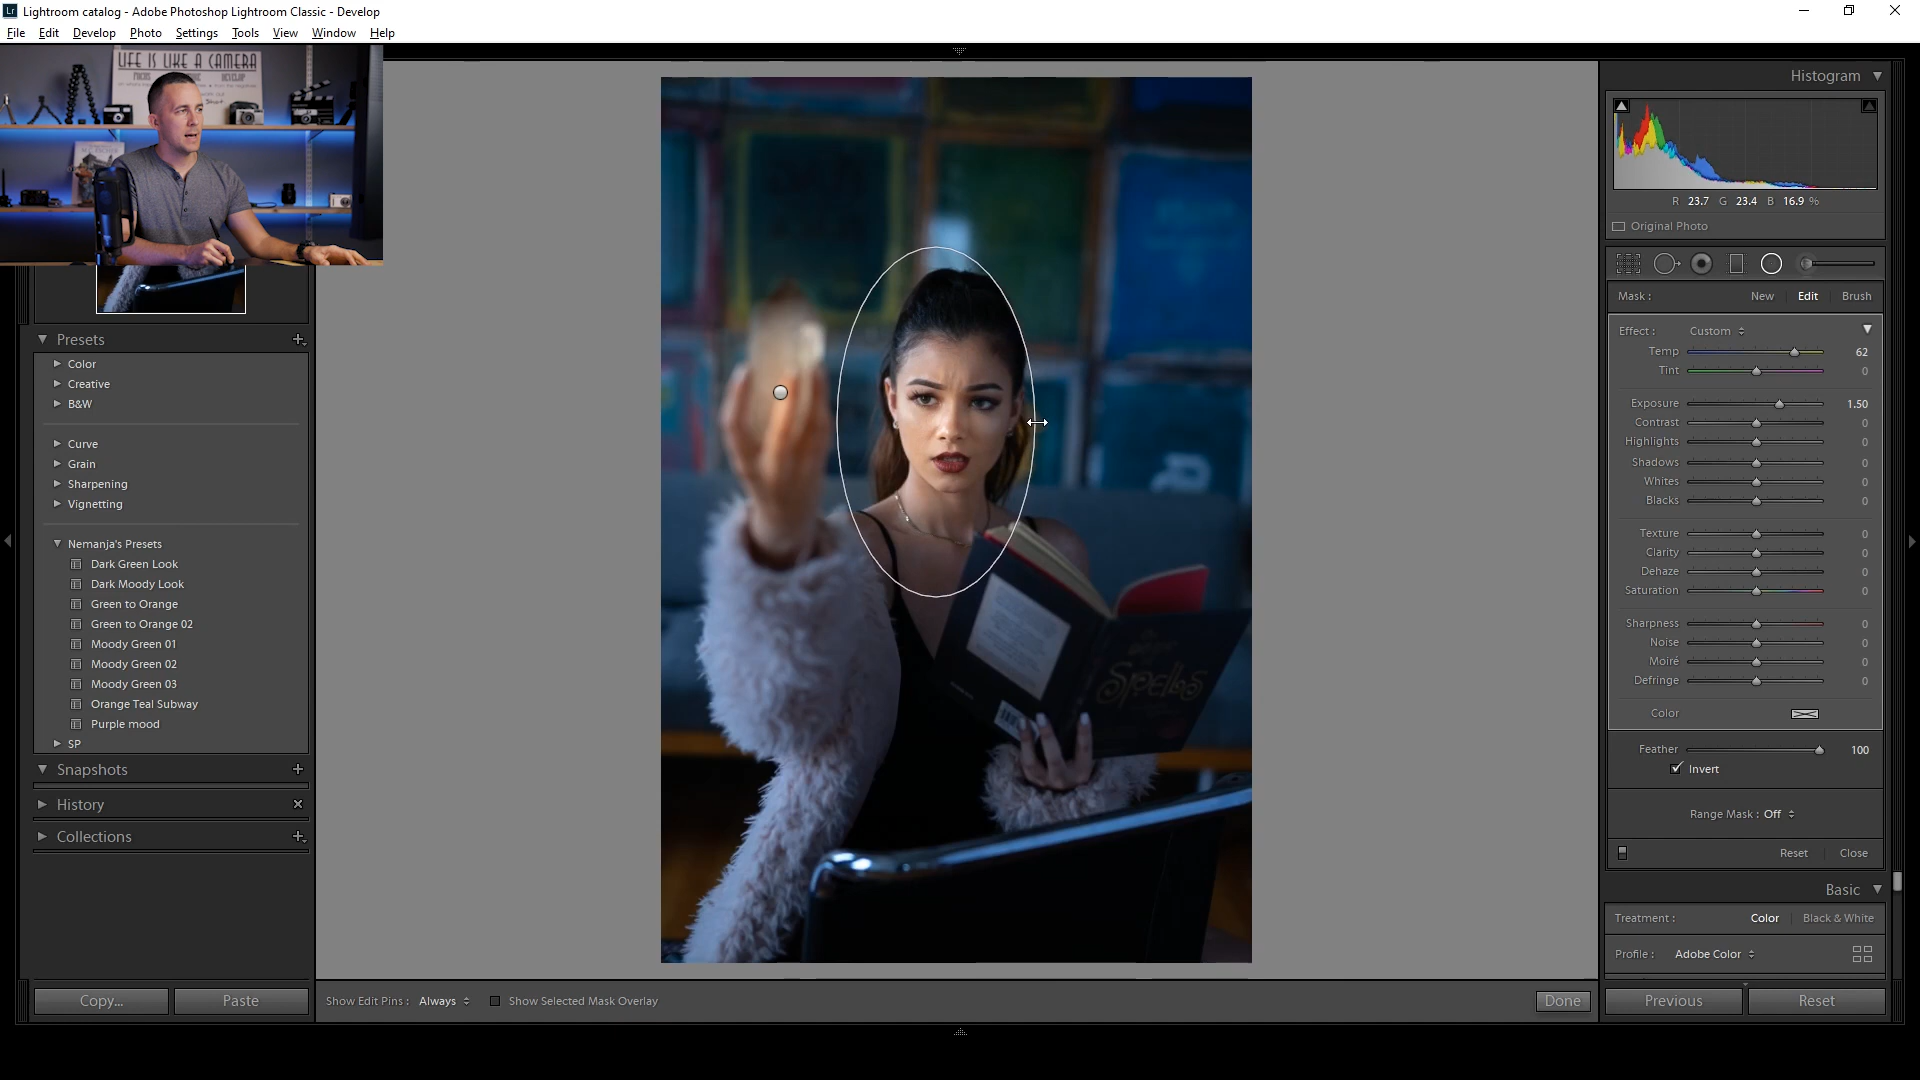 Lr Lightroom catalog - Adobe Photoshop Lightroom Classic - Develop
File Edit Develop Photo Settings Tools View Window Help
LIFE IS LIKE A CAMERA
Presets
Color
Creative
B&W
Curve
Grain
Sharpening
Vignetting
Nemanja's Presets
Dark Green Look
Dark Moody Look
Green to Orange
Green to Orange 02
Moody Green 01
Moody Green 02
Moody Green 03
Orange Teal Subway
Purple mood
SP
Snapshots
History
Collections
Copy... Paste
Spells
Show Edit Pins : Always Show Selected Mask Overlay Done
Histogram
R 23.7 G 23.4 B 16.9 %
Original Photo
Mask : New Edit Brush
Effect : Custom
Temp 62
Tint 0
Exposure 1.50
Contrast 0
Highlights 0
Shadows 0
Whites 0
Blacks 0
Texture 0
Clarity 0
Dehaze 0
Saturation 0
Sharpness 0
Noise 0
Moiré 0
Defringe 0
Color
Feather 100
Invert
Range Mask : Off
Reset Close
Basic
Treatment : Color Black & White
Profile : Adobe Color
Previous Reset